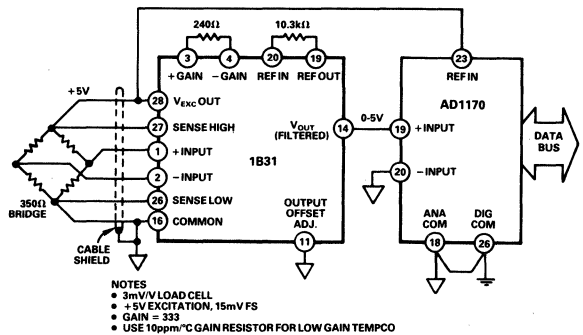 240Ω
10.3kΩ
3
4
20
19
23
+ GAIN
– GAIN
REF IN
REF OUT
REF IN
+5V
28
VEXC OUT
AD1170
27
SENSE HIGH
VOUT
(FILTERED)
14
0-5V
19
+ INPUT
DATA
BUS
1
+ INPUT
1B31
2
– INPUT
20
– INPUT
350Ω
BRIDGE
26
SENSE LOW
16
COMMON
OUTPUT
OFFSET
ADJ.
ANA
COM
DIG
COM
CABLE
SHIELD
11
18
26
NOTES
● 3mV/V LOAD CELL
● +5V EXCITATION, 15mV FS
● GAIN = 333
● USE 10ppm/°C GAIN RESISTOR FOR LOW GAIN TEMPCO